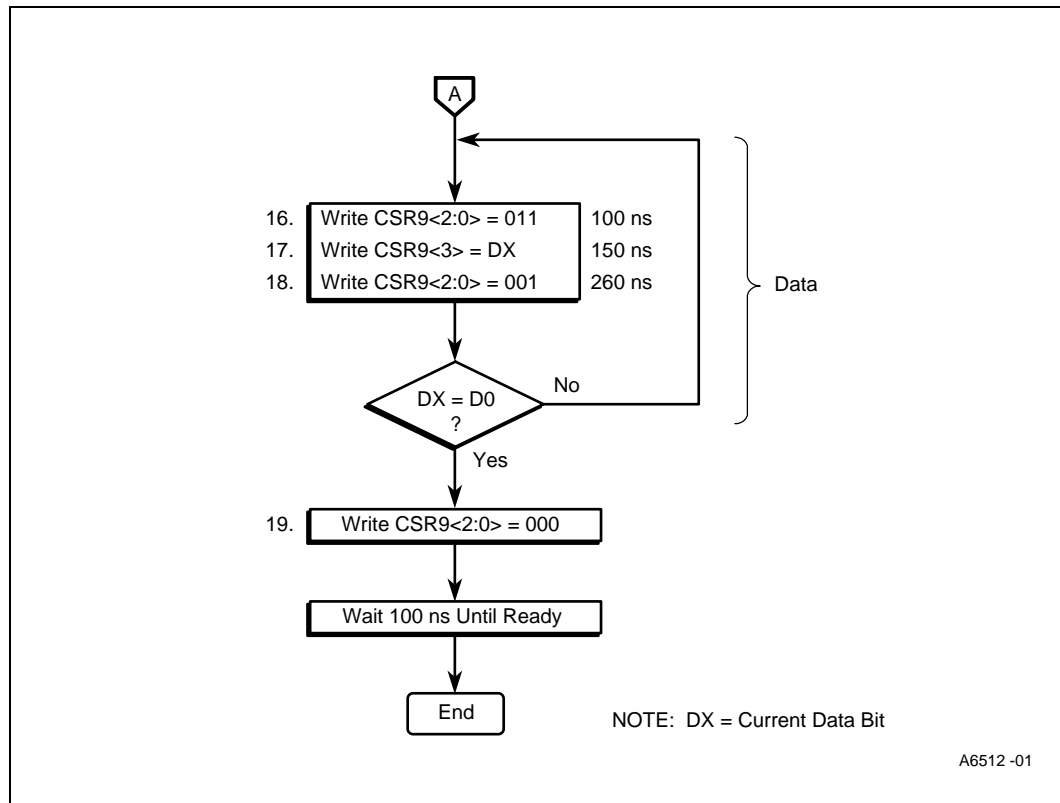 A
16. Write CSR9<2:0> = 011 100 ns
17. Write CSR9<3> = DX 150 ns
18. Write CSR9<2:0> = 001 260 ns
Data
DX = D0
?
No
Yes
19. Write CSR9<2:0> = 000
Wait 100 ns Until Ready
End
NOTE: DX = Current Data Bit
A6512 -01